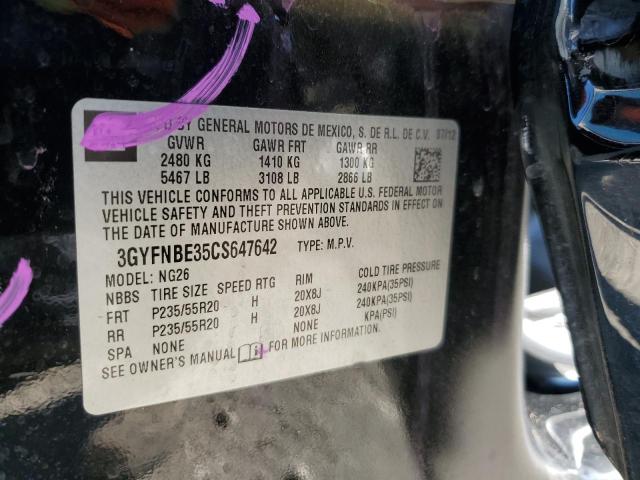 BY GENERAL MOTORS DE MEXICO, S. DE R.L. DE C.V. 07/12
GVWR GAWR FRT GAWR RR
2480 KG 1410 KG 1300 KG
5467 LB 3108 LB 2866 LB
THIS VEHICLE CONFORMS TO ALL APPLICABLE U.S. FEDERAL MOTOR
VEHICLE SAFETY AND THEFT PREVENTION STANDARDS IN EFFECT ON
THE DATE OF MANUFACTURE SHOWN ABOVE.
3GYFNBE35CS647642 TYPE: M.P.V.
MODEL: NG26
NBBS TIRE SIZE SPEED RTG RIM COLD TIRE PRESSURE
FRT P235/55R20 H 20X8J 240KPA(35PSI)
RR P235/55R20 H 20X8J 240KPA(35PSI)
SPA NONE NONE KPA(PSI)
SEE OWNER'S MANUAL FOR MORE INFORMATION.